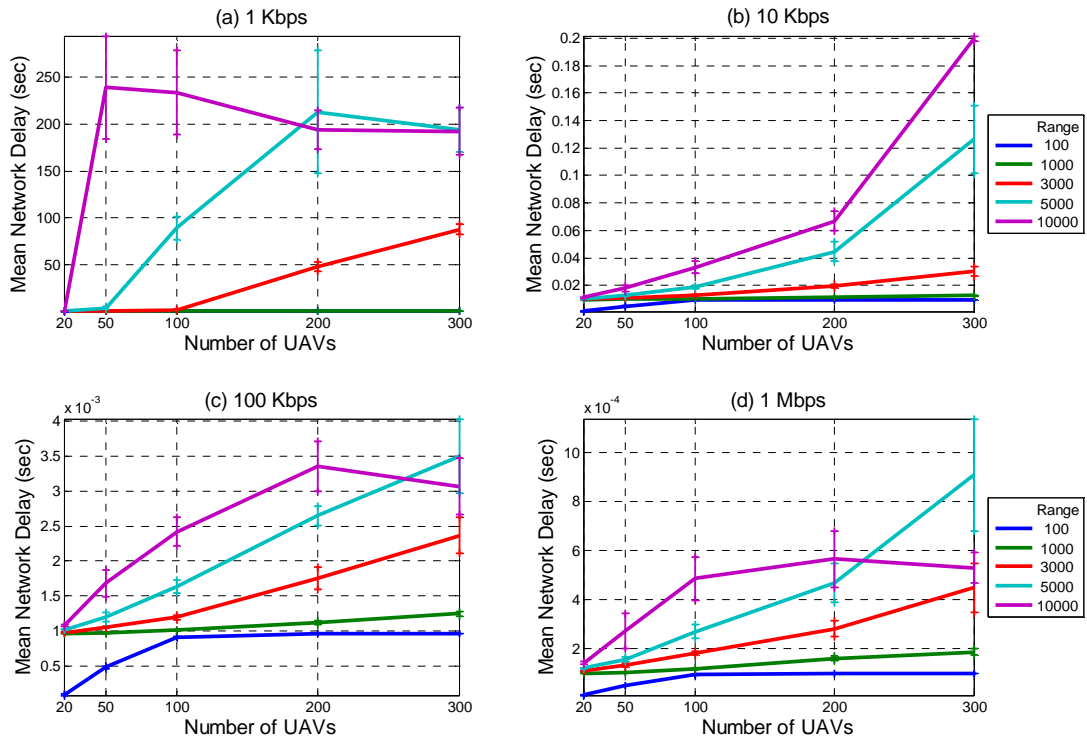 (a) 1 Kbps
Mean Network Delay (sec)
250
200
150
100
50
20 50 100 200 300
Number of UAVs
(b) 10 Kbps
Mean Network Delay (sec)
0.2
0.18
0.16
0.14
0.12
0.1
0.08
0.06
0.04
0.02
20 50 100 200 300
Number of UAVs
Range
100
1000
3000
5000
10000
(c) 100 Kbps
x 10⁻³
Mean Network Delay (sec)
4
3.5
3
2.5
2
1.5
1
0.5
20 50 100 200 300
Number of UAVs
(d) 1 Mbps
x 10⁻⁴
Mean Network Delay (sec)
10
8
6
4
2
20 50 100 200 300
Number of UAVs
Range
100
1000
3000
5000
10000